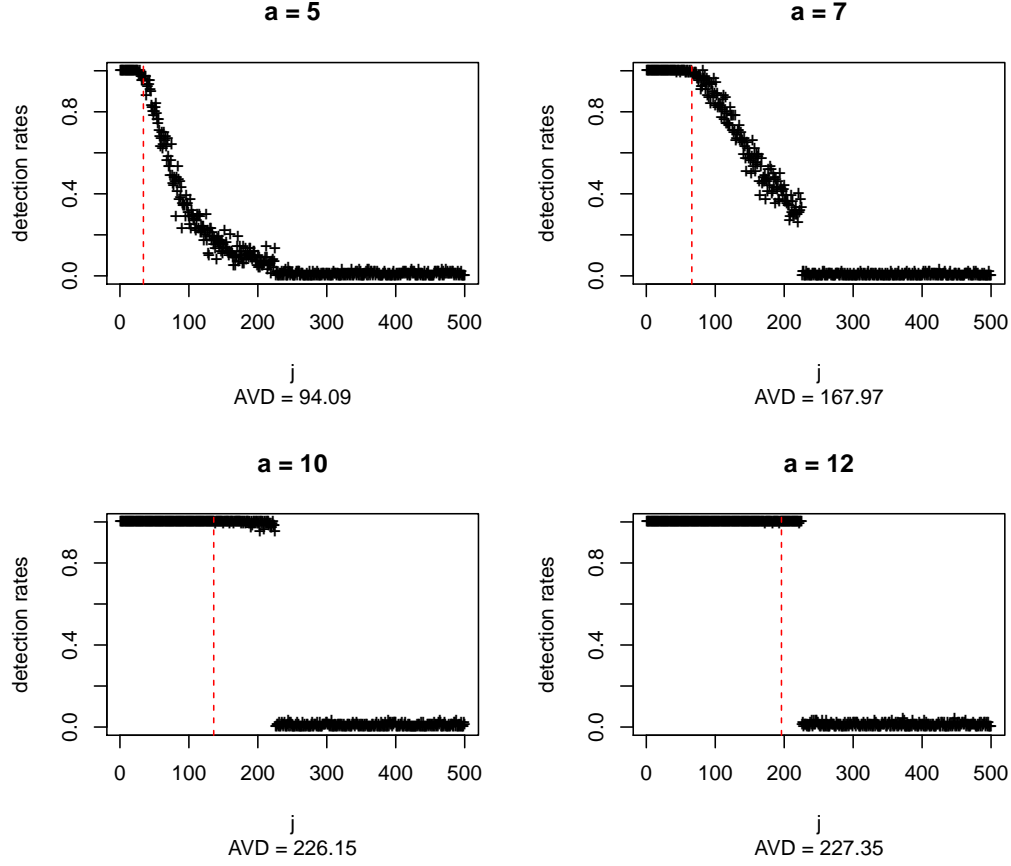 a = 5
detection rates
0.0 0.4 0.8
0 100 200 300 400 500
j
AVD = 94.09
a = 7
detection rates
0.0 0.4 0.8
0 100 200 300 400 500
j
AVD = 167.97
a = 10
detection rates
0.0 0.4 0.8
0 100 200 300 400 500
j
AVD = 226.15
a = 12
detection rates
0.0 0.4 0.8
0 100 200 300 400 500
j
AVD = 227.35